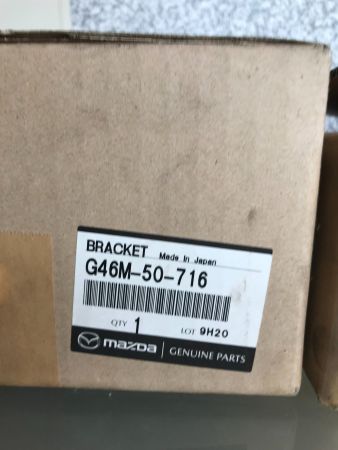 BRACKET Made In Japan
G46M-50-716
QTY 1 LOT 9H20
mazda GENUINE PARTS